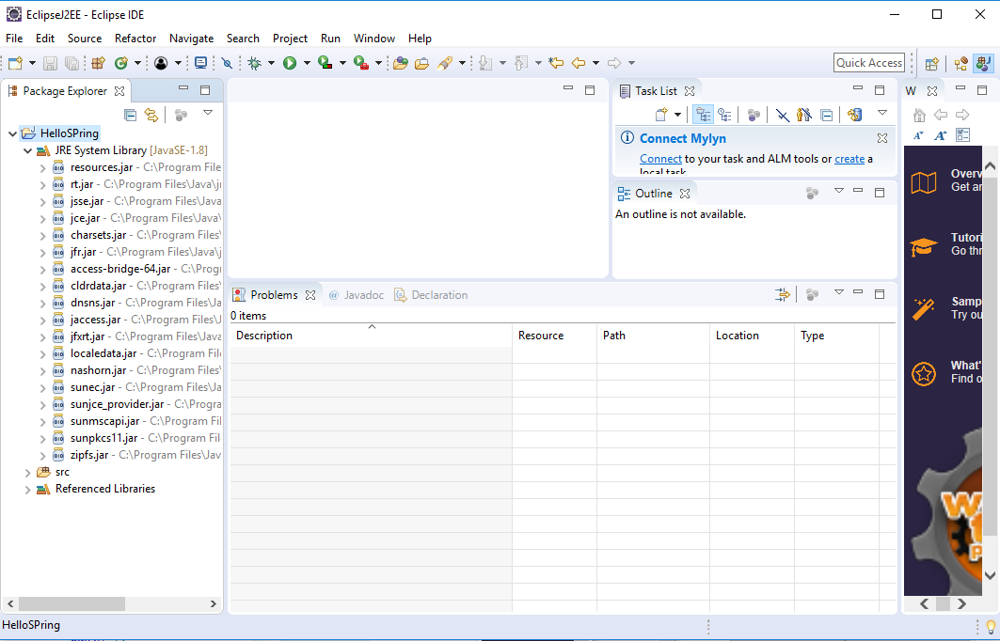 EclipseJ2EE - Eclipse IDE
File Edit Source Refactor Navigate Search Project Run Window Help
Quick Access
Package Explorer
HelloSPring
JRE System Library [JavaSE-1.8]
resources.jar - C:\Program File
rt.jar - C:\Program Files\Java\j
jsse.jar - C:\Program Files\Java
jce.jar - C:\Program Files\Java\
charsets.jar - C:\Program Files
jfr.jar - C:\Program Files\Java\j
access-bridge-64.jar - C:\Prog
cldrdata.jar - C:\Program Files
dnsns.jar - C:\Program Files\J
jaccess.jar - C:\Program Files\
jfxrt.jar - C:\Program Files\Java
localedata.jar - C:\Program F
nashorn.jar - C:\Program Files
sunec.jar - C:\Program Files\Ja
sunjce_provider.jar - C:\Progr
sunmscapi.jar - C:\Program F
sunpkcs11.jar - C:\Program Fil
zipfs.jar - C:\Program Files\Jav
src
Referenced Libraries
Task List
Connect Mylyn
Connect to your task and ALM tools or create a
local task.
Outline
An outline is not available.
Problems
@ Javadoc
Declaration
0 items
Description Resource Path Location Type
W
Overv
Get an
Tutori
Go thr
Samp
Try ou
What'
Find o
HelloSPring